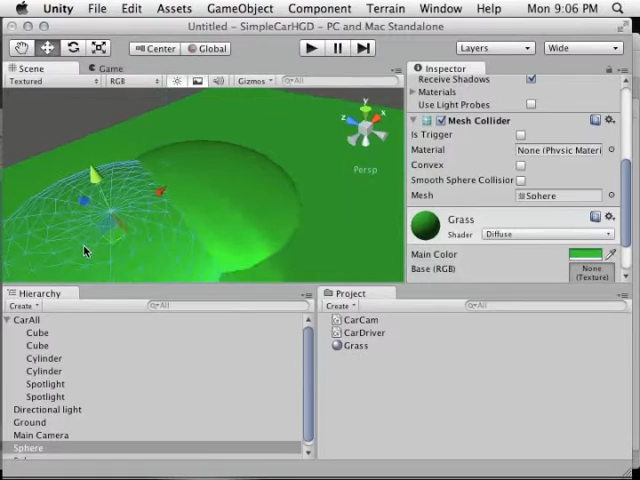 Unity File Edit Assets GameObject Component Terrain Window Help Mon 9:06 PM
Untitled - SimpleCarHGD - PC and Mac Standalone
Center Global Layers Wide
Scene Game Inspector
Textured RGB Gizmos All
Receive Shadows
Materials
Use Light Probes
y
x
z
Persp
Mesh Collider
Is Trigger
Material None (Physic Materi
Convex
Smooth Sphere Collision
Mesh Sphere
Grass
Shader Diffuse
Main Color
Base (RGB) None
(Texture)
Hierarchy Project
Create All Create All
CarAll
Cube
Cube
Cylinder
Cylinder
Spotlight
Spotlight
Directional light
Ground
Main Camera
Sphere
CarCam
CarDriver
Grass